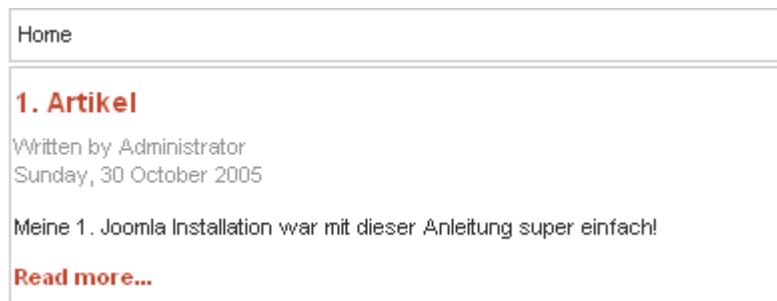 Home
1. Artikel
Written by Administrator
Sunday, 30 October 2005
Meine 1. Joomla Installation war mit dieser Anleitung super einfach!
Read more...